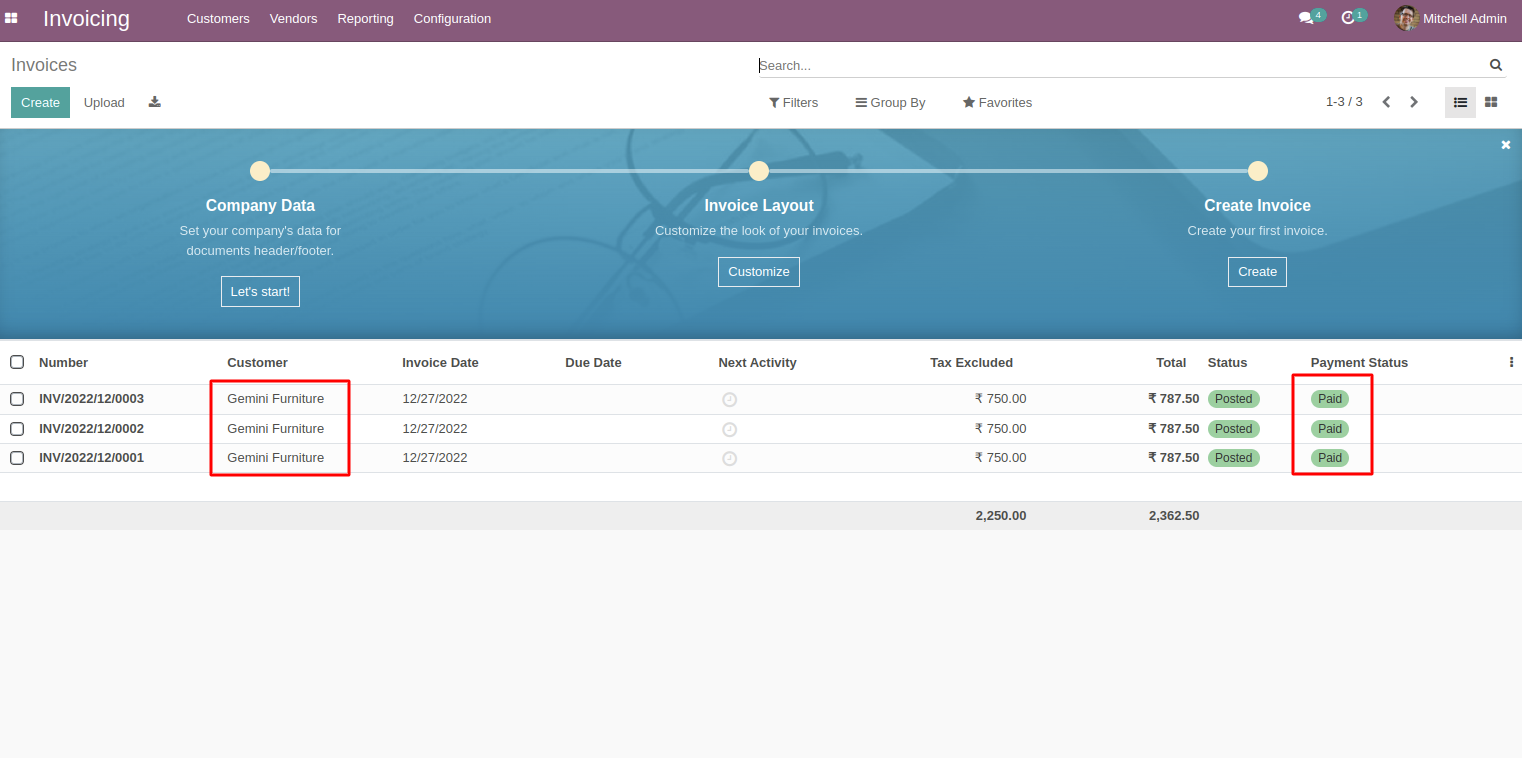 Invoicing Customers Vendors Reporting Configuration 4 1 Mitchell Admin
Invoices Search...
Create Upload Filters Group By Favorites 1-3 / 3
Company Data Invoice Layout Create Invoice
Set your company's data for Customize the look of your invoices. Create your first invoice.
documents header/footer.
Let's start! Customize Create
Number Customer Invoice Date Due Date Next Activity Tax Excluded Total Status Payment Status
INV/2022/12/0003 Gemini Furniture 12/27/2022 ₹ 750.00 ₹ 787.50 Posted Paid
INV/2022/12/0002 Gemini Furniture 12/27/2022 ₹ 750.00 ₹ 787.50 Posted Paid
INV/2022/12/0001 Gemini Furniture 12/27/2022 ₹ 750.00 ₹ 787.50 Posted Paid
2,250.00 2,362.50